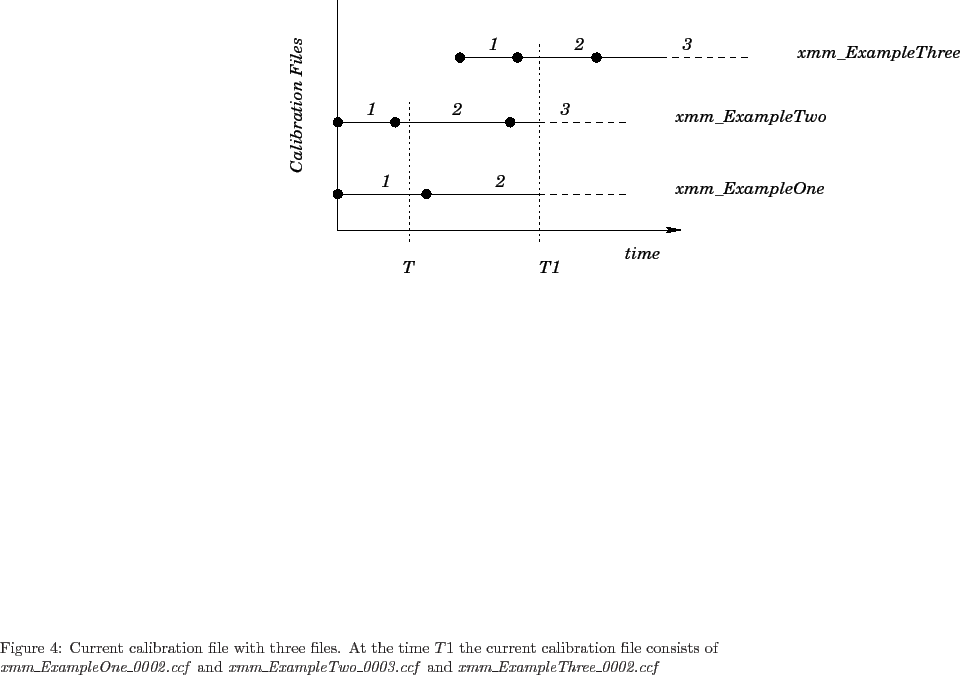 1 2 3 xmm_ExampleThree
Calibration Files
1 2 3 xmm_ExampleTwo
1 2 xmm_ExampleOne
time
T T1
Figure 4: Current calibration file with three files. At the time T1 the current calibration file consists of
xmm_ExampleOne_0002.ccf and xmm_ExampleTwo_0003.ccf and xmm_ExampleThree_0002.ccf